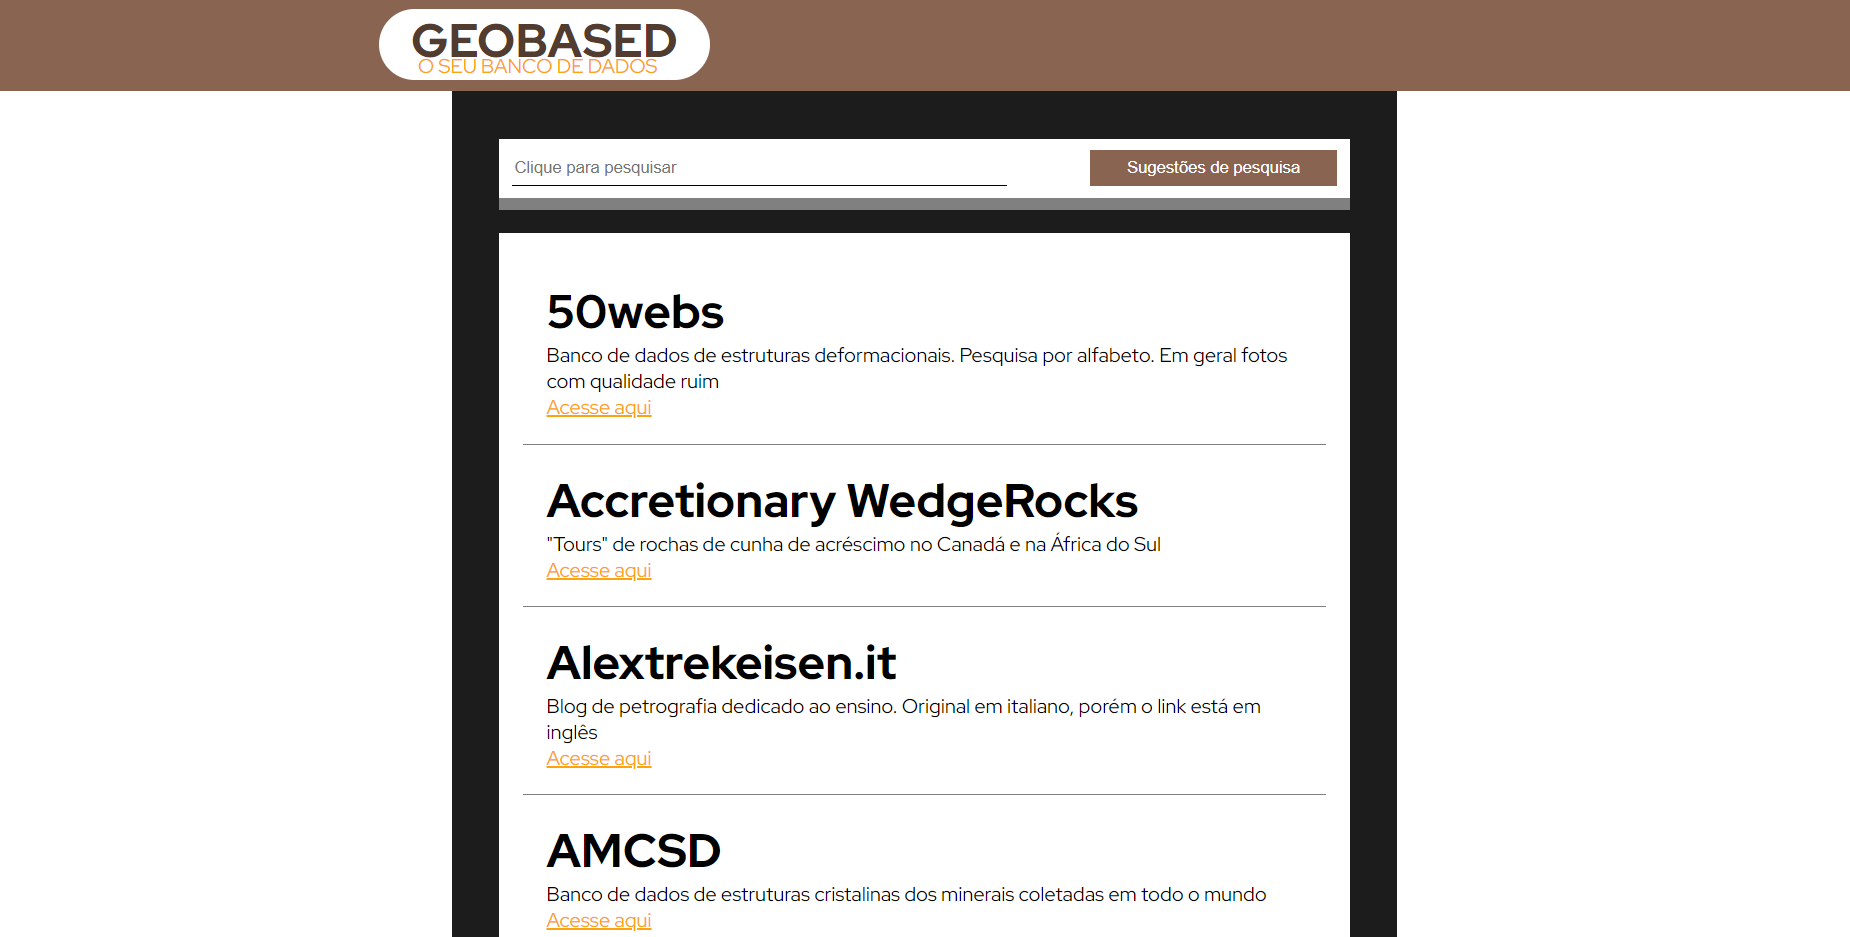 GEOBASED
O SEU BANCO DE DADOS
Clique para pesquisar
Sugestões de pesquisa
50webs
Banco de dados de estruturas deformacionais. Pesquisa por alfabeto. Em geral fotos
com qualidade ruim
Acesse aqui
Accretionary WedgeRocks
"Tours" de rochas de cunha de acréscimo no Canadá e na África do Sul
Acesse aqui
Alextrekeisen.it
Blog de petrografia dedicado ao ensino. Original em italiano, porém o link está em
inglês
Acesse aqui
AMCSD
Banco de dados de estruturas cristalinas dos minerais coletadas em todo o mundo
Acesse aqui